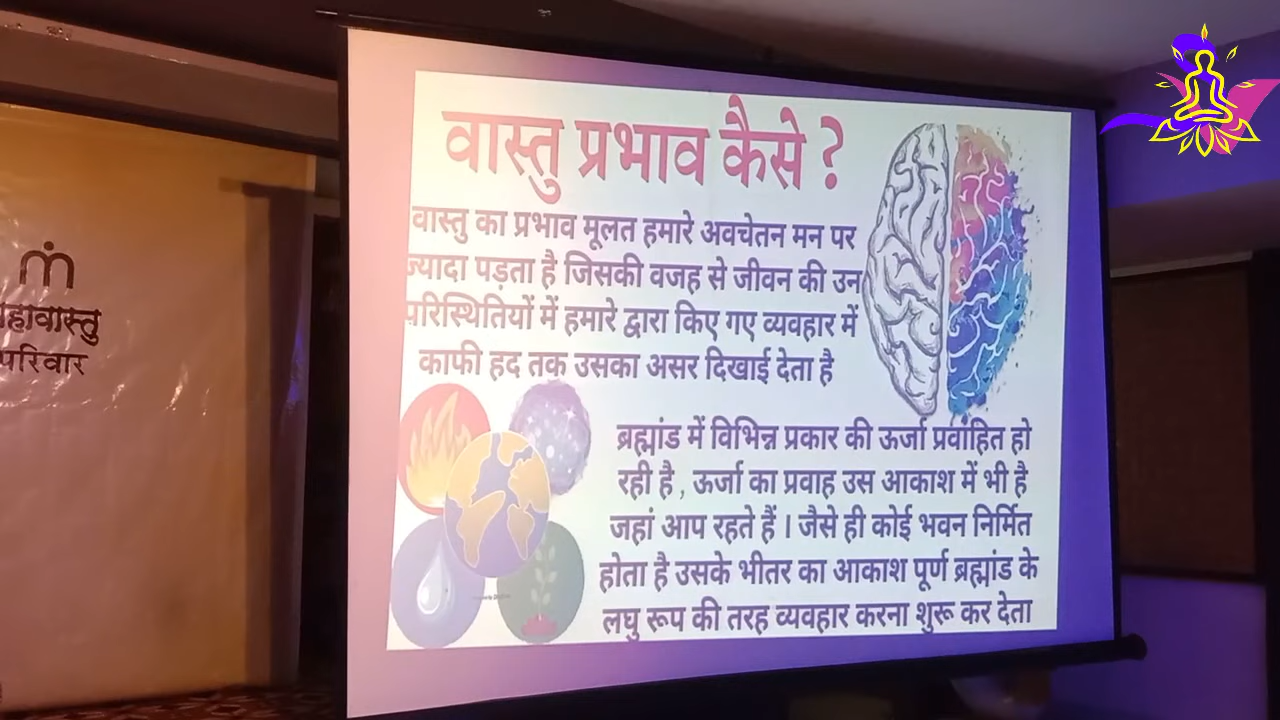 वास्तु प्रभाव कैसे ?
वास्तु का प्रभाव मूलत हमारे अवचेतन मन पर
ज्यादा पड़ता है जिसकी वजह से जीवन की उन
परिस्थितियों में हमारे द्वारा किए गए व्यवहार में
काफी हद तक उसका असर दिखाई देता है
ब्रह्मांड में विभिन्न प्रकार की ऊर्जा प्रवांहित हो
रही है , ऊर्जा का प्रवाह उस आकाश में भी है
जहां आप रहते हैं । जैसे ही कोई भवन निर्मित
होता है उसके भीतर का आकाश पूर्ण ब्रह्मांड के
लघु रूप की तरह व्यवहार करना शुरू कर देता
हावास्तु
परिवार